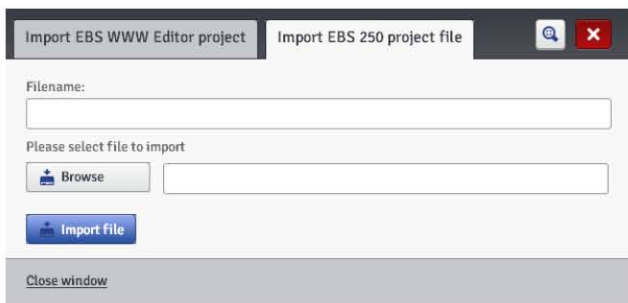 Import EBS WWW Editor project
Import EBS 250 project file
Filename:
Please select file to import
Browse
Import file
Close window